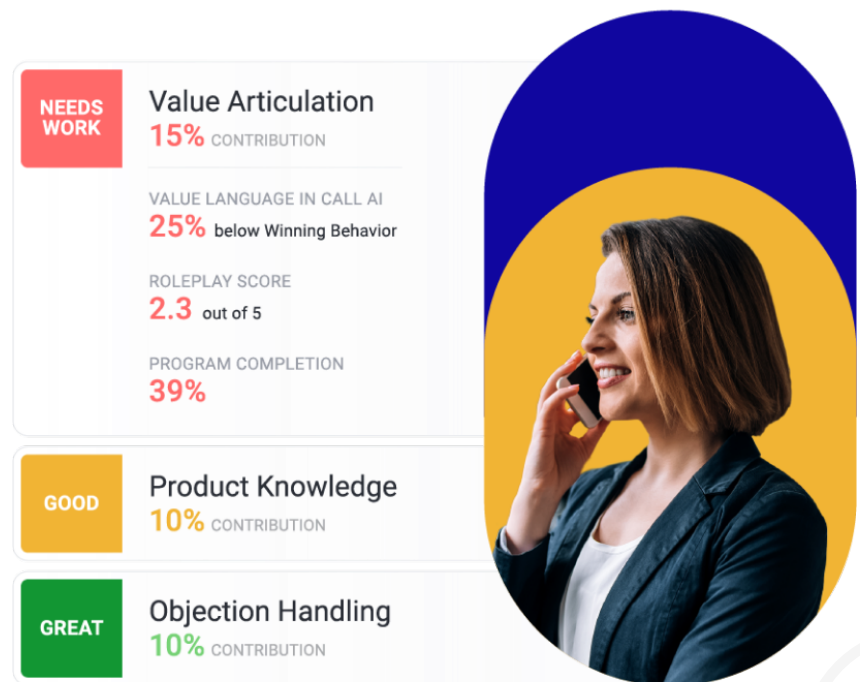 NEEDS
WORK
Value Articulation
15% CONTRIBUTION
VALUE LANGUAGE IN CALL AI
25% below Winning Behavior
ROLEPLAY SCORE
2.3 out of 5
PROGRAM COMPLETION
39%
GOOD
Product Knowledge
10% CONTRIBUTION
GREAT
Objection Handling
10% CONTRIBUTION